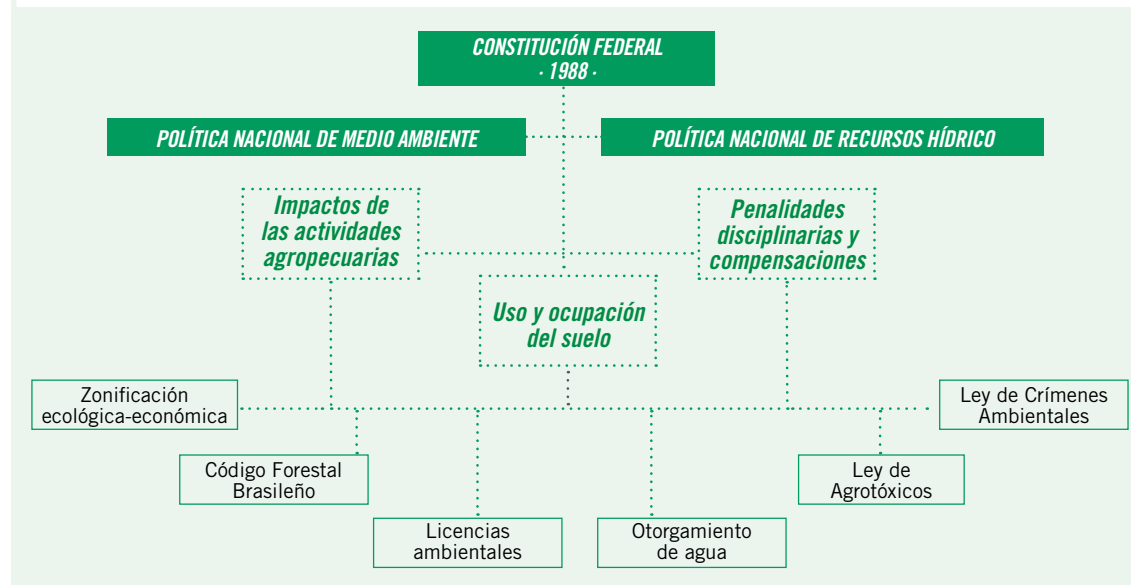 CONSTITUCIÓN FEDERAL
· 1988 ·
POLÍTICA NACIONAL DE MEDIO AMBIENTE
POLÍTICA NACIONAL DE RECURSOS HÍDRICO
Impactos de
las actividades
agropecuarias
Penalidades
disciplinarias y
compensaciones
Uso y ocupación
del suelo
Zonificación
ecológica-económica
Ley de Crímenes
Ambientales
Código Forestal
Brasileño
Ley de
Agrotóxicos
Licencias
ambientales
Otorgamiento
de agua